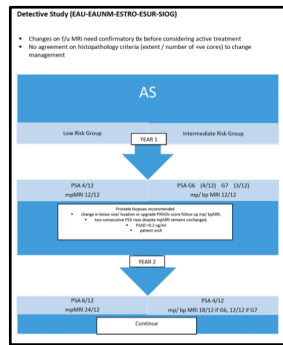 Detective Study (EAU-EAUNM-ESTRO-ESUR-SIOG)
• Changes on f/u MRI need confirmatory Bx before considering active treatment
• No agreement on histopathology criteria (extent / number of +ve cores) to change
management
AS
Low Risk Group
Intermediate Risk Group
YEAR 1
PSA 4/12
mpMRI 12/12
PSA G6 (4/12) G7 (3/12)
mp/ bp MRI 12/12
Prostate biopsies recommended
• change in lesion size/ location or upgrade PIRADs score follow up mp/ bpMRI,
• two consecutive PSA rises despite mpMRI remains unchanged,
• PSAD >0.2 ng/ml
• patient wish
YEAR 2
PSA 6/12
mpMRI 24/12
PSA 4/12
mp/ bp MRI 18/12 if G6, 12/12 if G7
Continue